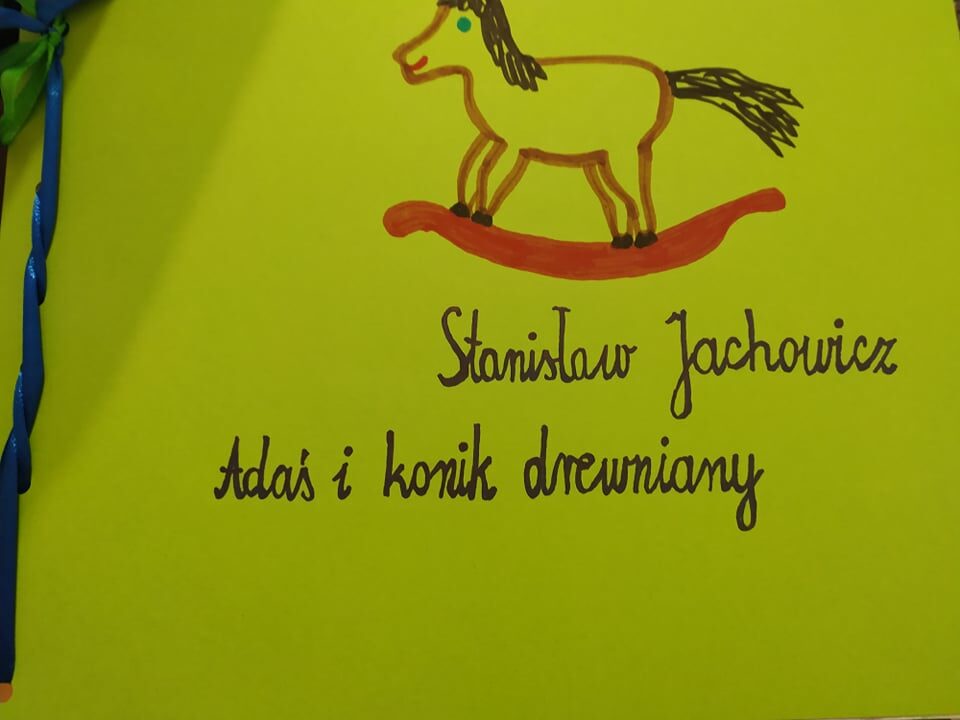 Stanisław Jachowicz
Adaś i konik drewniany